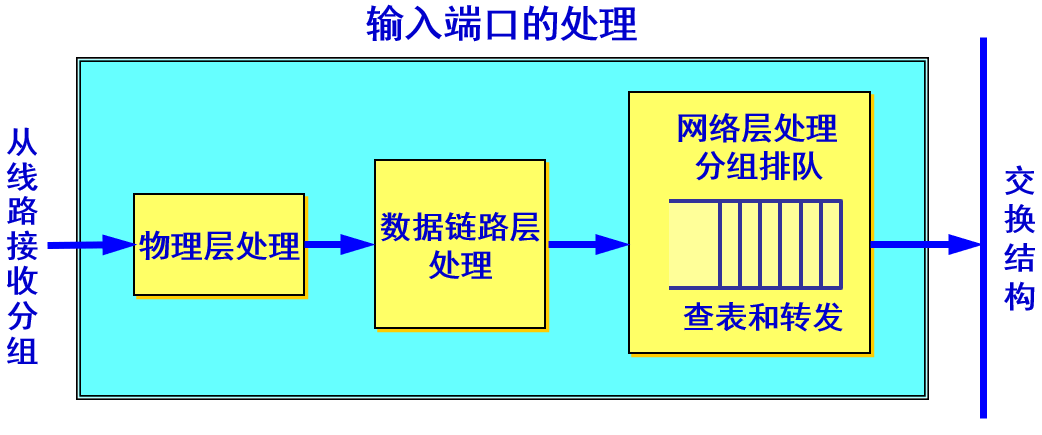 输入端口的处理
从线路接收分组
物理层处理
数据链路层
处理
网络层处理
分组排队
查表和转发
交换结构